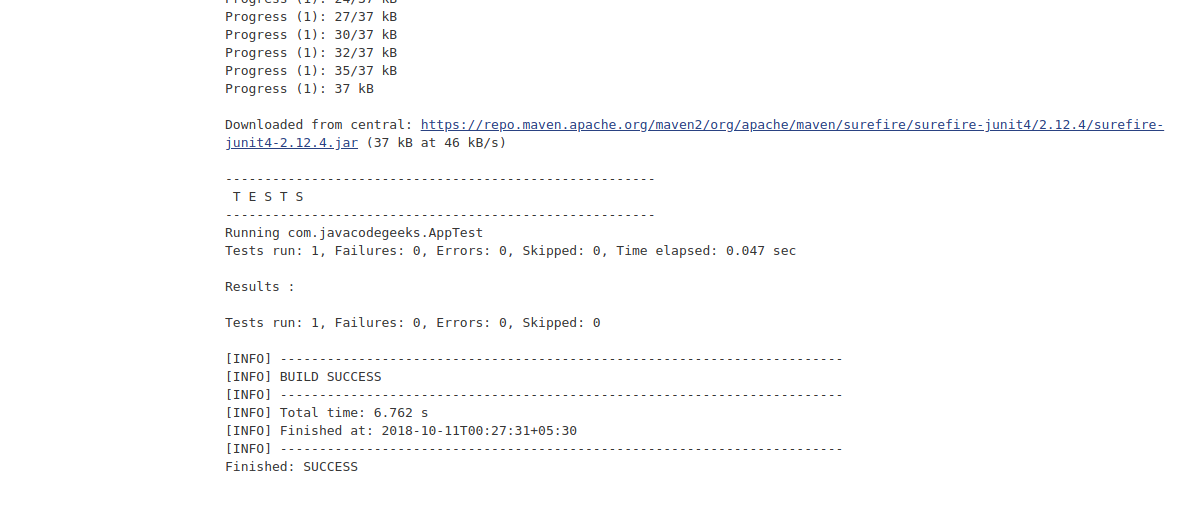 Progress (1): 24/37 kB
Progress (1): 27/37 kB
Progress (1): 30/37 kB
Progress (1): 32/37 kB
Progress (1): 35/37 kB
Progress (1): 37 kB
Downloaded from central: https://repo.maven.apache.org/maven2/org/apache/maven/surefire/surefire-junit4/2.12.4/surefire-
junit4-2.12.4.jar (37 kB at 46 kB/s)
-------------------------------------------------------
T E S T S
-------------------------------------------------------
Running com.javacodegeeks.AppTest
Tests run: 1, Failures: 0, Errors: 0, Skipped: 0, Time elapsed: 0.047 sec
Results :
Tests run: 1, Failures: 0, Errors: 0, Skipped: 0
[INFO] ------------------------------------------------------------------------
[INFO] BUILD SUCCESS
[INFO] ------------------------------------------------------------------------
[INFO] Total time: 6.762 s
[INFO] Finished at: 2018-10-11T00:27:31+05:30
[INFO] ------------------------------------------------------------------------
Finished: SUCCESS